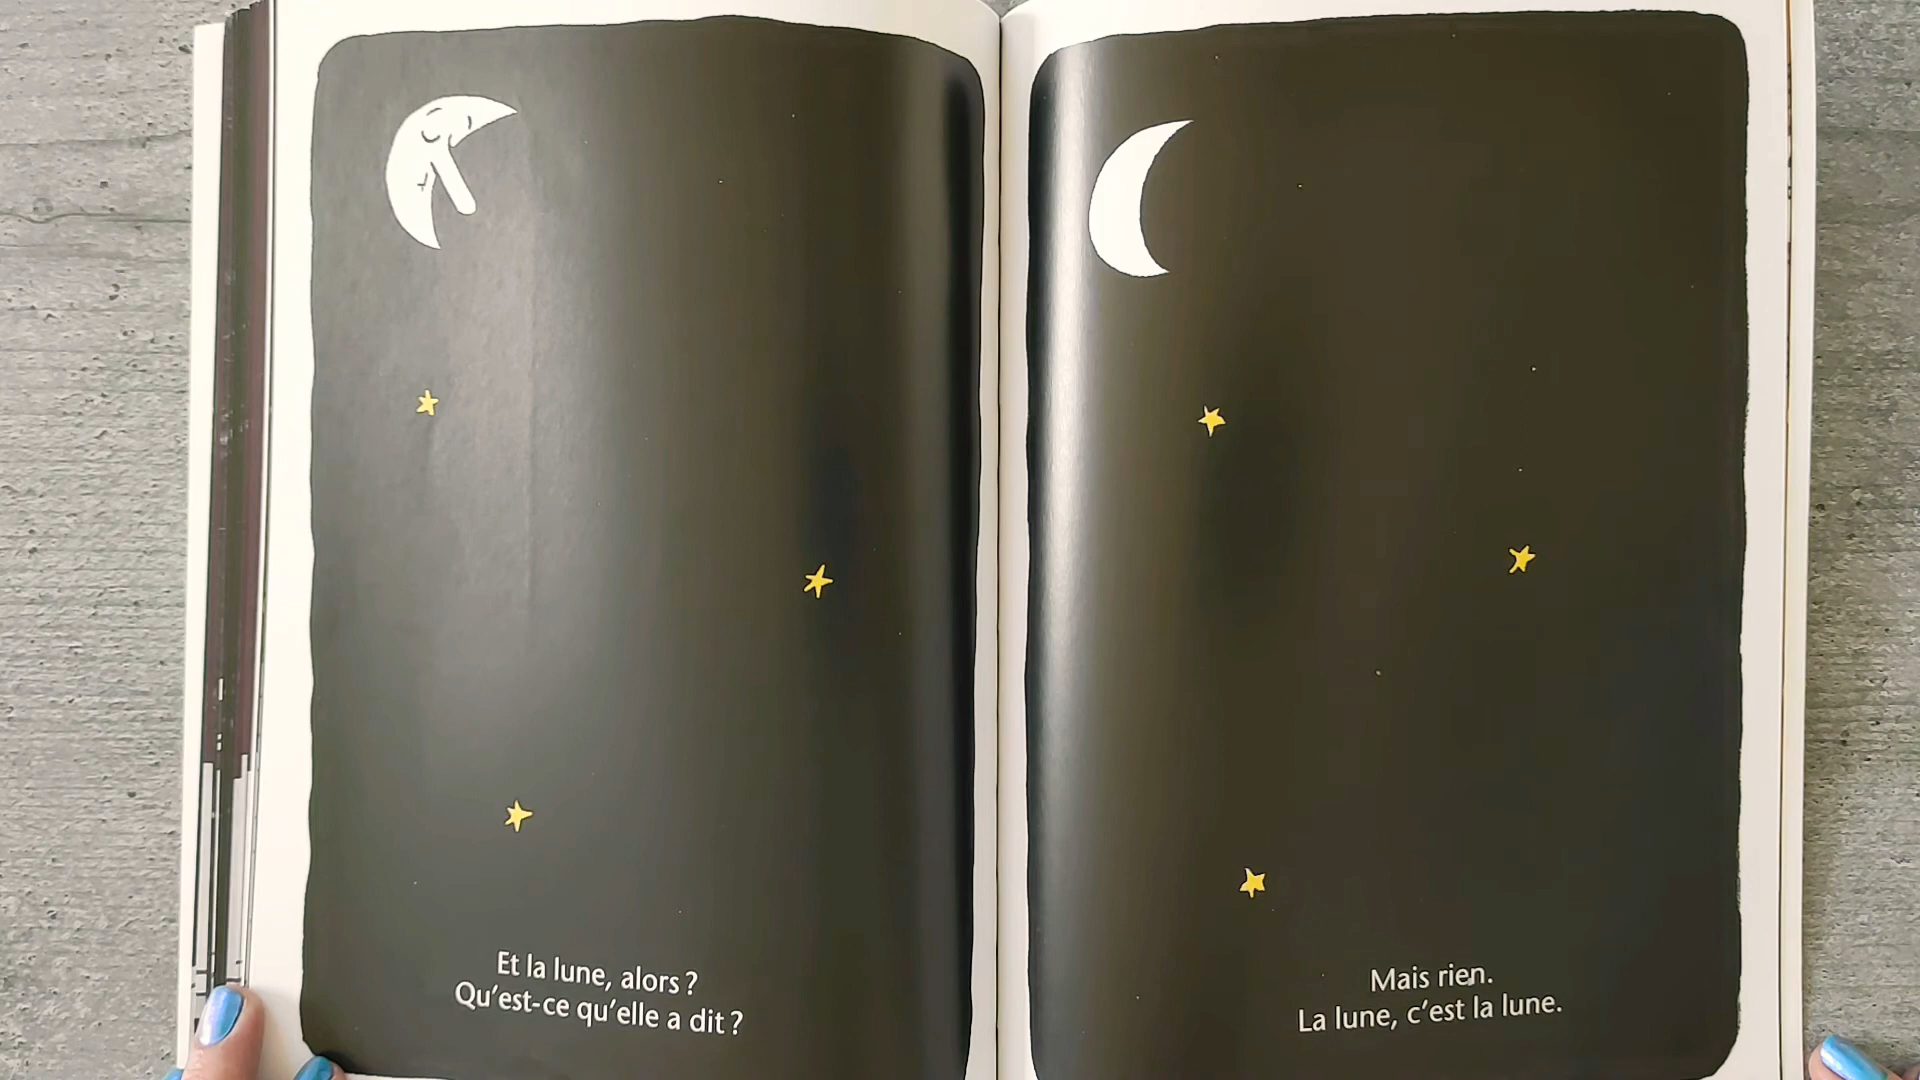 Et la lune, alors ?
Qu'est-ce qu'elle a dit ?
Mais rien.
La lune, c'est la lune.